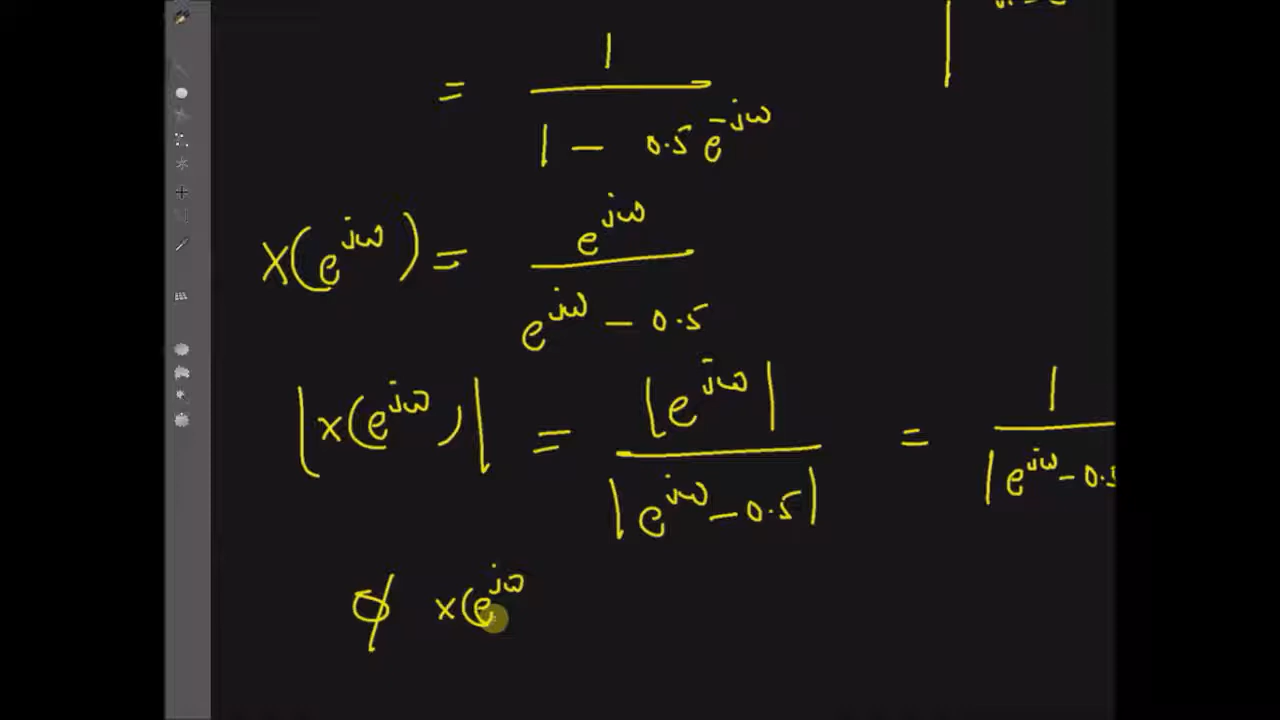 = 1 / (1 - 0.5 e^{-jω})
X(e^{jω}) = e^{jω} / (e^{jω} - 0.5)
|X(e^{jω})| = |e^{jω}| / |e^{jω} - 0.5| = 1 / |e^{jω} - 0.5
ϕ X(e^{jω}